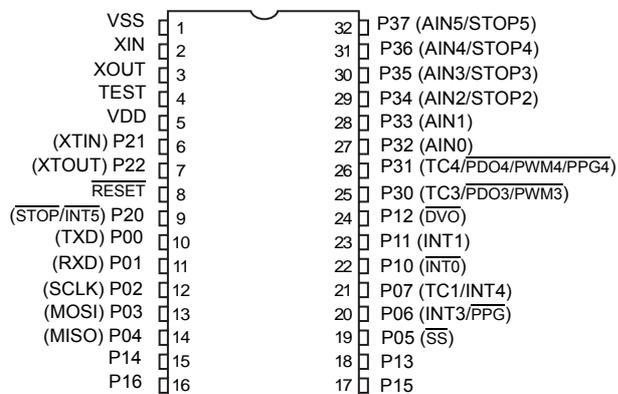 VSS 1 32 P37 (AIN5/STOP5)
XIN 2 31 P36 (AIN4/STOP4)
XOUT 3 30 P35 (AIN3/STOP3)
TEST 4 29 P34 (AIN2/STOP2)
VDD 5 28 P33 (AIN1)
(XTIN) P21 6 27 P32 (AIN0)
(XTOUT) P22 7 26 P31 (TC4/PDO4/PWM4/PPG4)
RESET 8 25 P30 (TC3/PDO3/PWM3)
(STOP/INT5) P20 9 24 P12 (DVO)
(TXD) P00 10 23 P11 (INT1)
(RXD) P01 11 22 P10 (INT0)
(SCLK) P02 12 21 P07 (TC1/INT4)
(MOSI) P03 13 20 P06 (INT3/PPG)
(MISO) P04 14 19 P05 (SS)
P14 15 18 P13
P16 16 17 P15